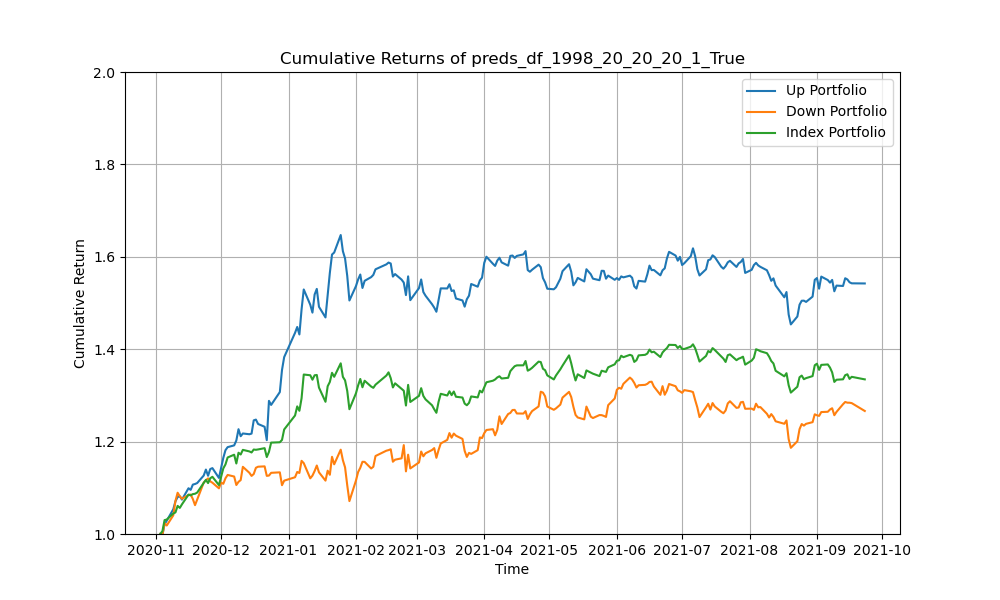 Cumulative Returns of preds_df_1998_20_20_20_1_True
Cumulative Return
2.0
1.8
1.6
1.4
1.2
1.0
Up Portfolio
Down Portfolio
Index Portfolio
2020-11 2020-12 2021-01 2021-02 2021-03 2021-04 2021-05 2021-06 2021-07 2021-08 2021-09 2021-10
Time